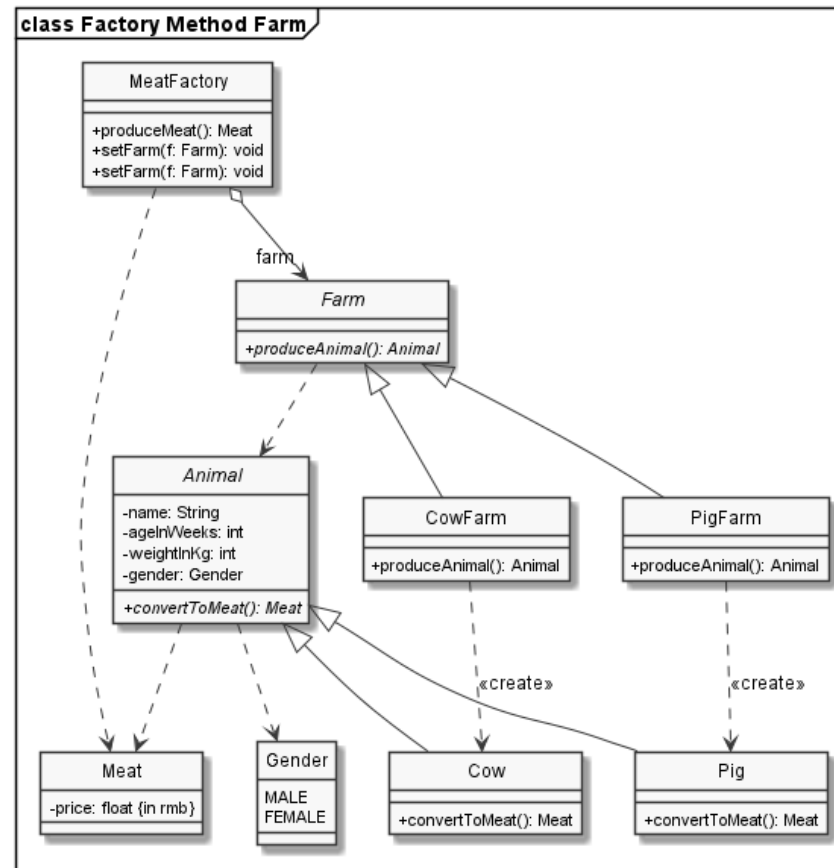 class Factory Method Farm
MeatFactory
+produceMeat(): Meat
+setFarm(f: Farm): void
+setFarm(f: Farm): void
farm
Farm
+produceAnimal(): Animal
Animal
-name: String
-ageInWeeks: int
-weightInKg: int
-gender: Gender
+convertToMeat(): Meat
CowFarm
+produceAnimal(): Animal
PigFarm
+produceAnimal(): Animal
«create»
«create»
Meat
-price: float {in rmb}
Gender
MALE
FEMALE
Cow
+convertToMeat(): Meat
Pig
+convertToMeat(): Meat